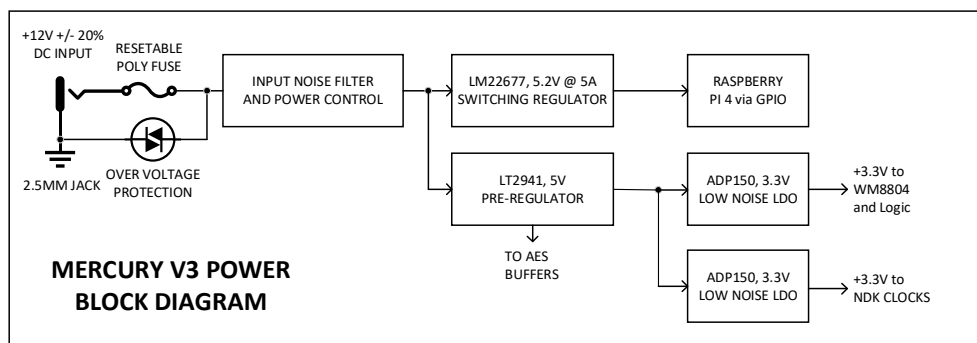 +12V +/- 20%
DC INPUT
RESETABLE
POLY FUSE
INPUT NOISE FILTER
AND POWER CONTROL
LM22677, 5.2V @ 5A
SWITCHING REGULATOR
RASPBERRY
PI 4 via GPIO
2.5MM JACK
OVER VOLTAGE
PROTECTION
LT2941, 5V
PRE-REGULATOR
ADP150, 3.3V
LOW NOISE LDO
+3.3V to
WM8804
and Logic
TO AES
BUFFERS
ADP150, 3.3V
LOW NOISE LDO
+3.3V to
NDK CLOCKS
MERCURY V3 POWER
BLOCK DIAGRAM